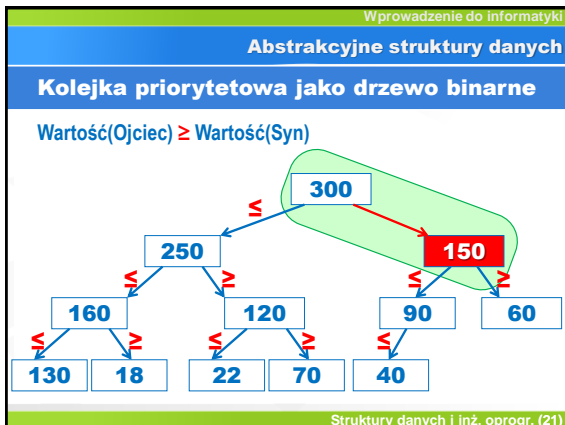 Wprowadzenie do informatyki
Abstrakcyjne struktury danych
Kolejka priorytetowa jako drzewo binarne
Wartość(Ojciec) ≥ Wartość(Syn)
300
≤
250 150
≤ ≥ ≤ ≥
160 120 90 60
≤ ≥ ≤ ≥ ≤
130 18 22 70 40
Struktury danych i inż. oprogr. (21)